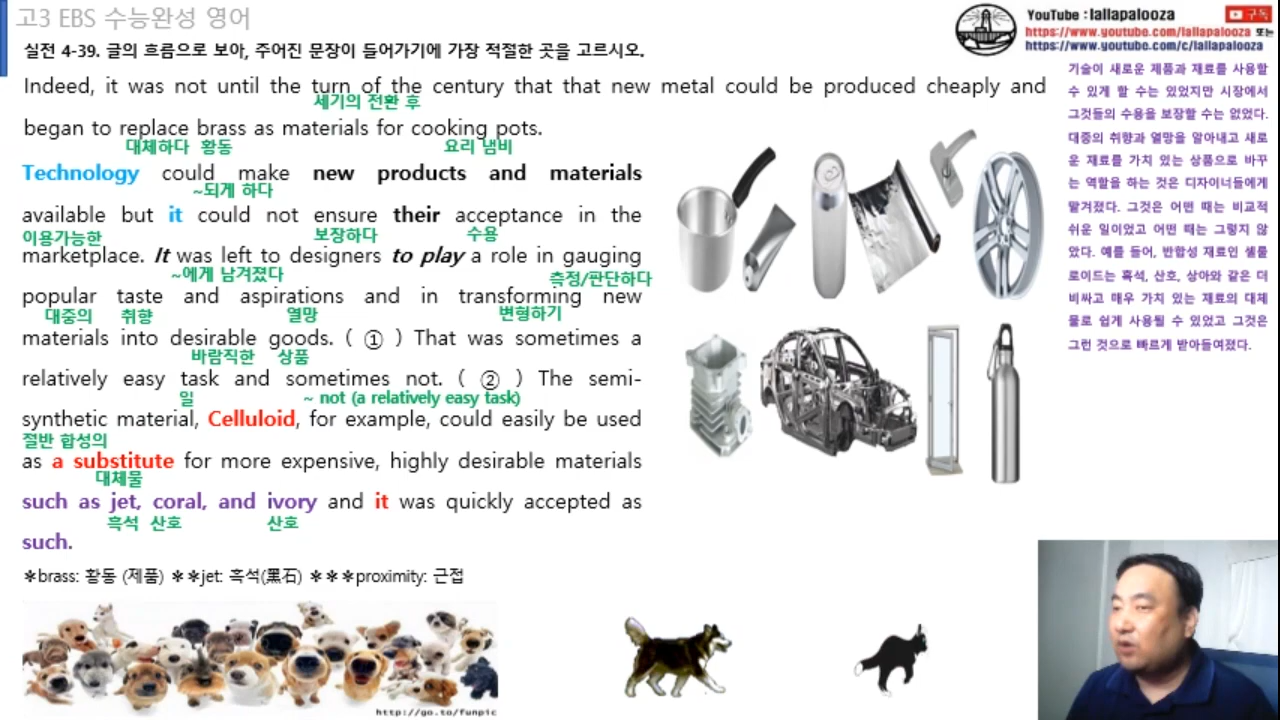 고3 EBS 수능완성 영어
YouTube : lallapalooza
구독
https://www.youtube.com/lallapalooza 또는
https://www.youtube.com/c/lallapalooza
실전 4-39. 글의 흐름으로 보아, 주어진 문장이 들어가기에 가장 적절한 곳을 고르시오.
Indeed, it was not until the turn of the century that that new metal could be produced cheaply and
세기의 전환 후
began to replace brass as materials for cooking pots.
대체하다 황동 요리 냄비
Technology could make new products and materials
~되게 하다
available but it could not ensure their acceptance in the
이용가능한 보장하다 수용
marketplace. It was left to designers to play a role in gauging
~에게 남겨졌다 측정/판단하다
popular taste and aspirations and in transforming new
대중의 취향 열망 변형하기
materials into desirable goods. ( ① ) That was sometimes a
바람직한 상품
relatively easy task and sometimes not. ( ② ) The semi-
일 ~ not (a relatively easy task)
synthetic material, Celluloid, for example, could easily be used
절반 합성의
as a substitute for more expensive, highly desirable materials
대체물
such as jet, coral, and ivory and it was quickly accepted as
흑석 산호 산호
such.
*brass: 황동 (제품) **jet: 흑석(黑石) ***proximity: 근접
http://go.to/funpic
기술이 새로운 제품과 재료를 사용할
수 있게 할 수는 있었지만 시장에서
그것들의 수용을 보장할 수는 없었다.
대중의 취향과 열망을 알아내고 새로
운 재료를 가치 있는 상품으로 바꾸
는 역할을 하는 것은 디자이너들에게
맡겨졌다. 그것은 어떤 때는 비교적
쉬운 일이었고 어떤 때는 그렇지 않
았다. 예를 들어, 반합성 재료인 셀룰
로이드는 흑석, 산호, 상아와 같은 더
비싸고 매우 가치 있는 재료의 대체
물로 쉽게 사용될 수 있었고 그것은
그런 것으로 빠르게 받아들여졌다.